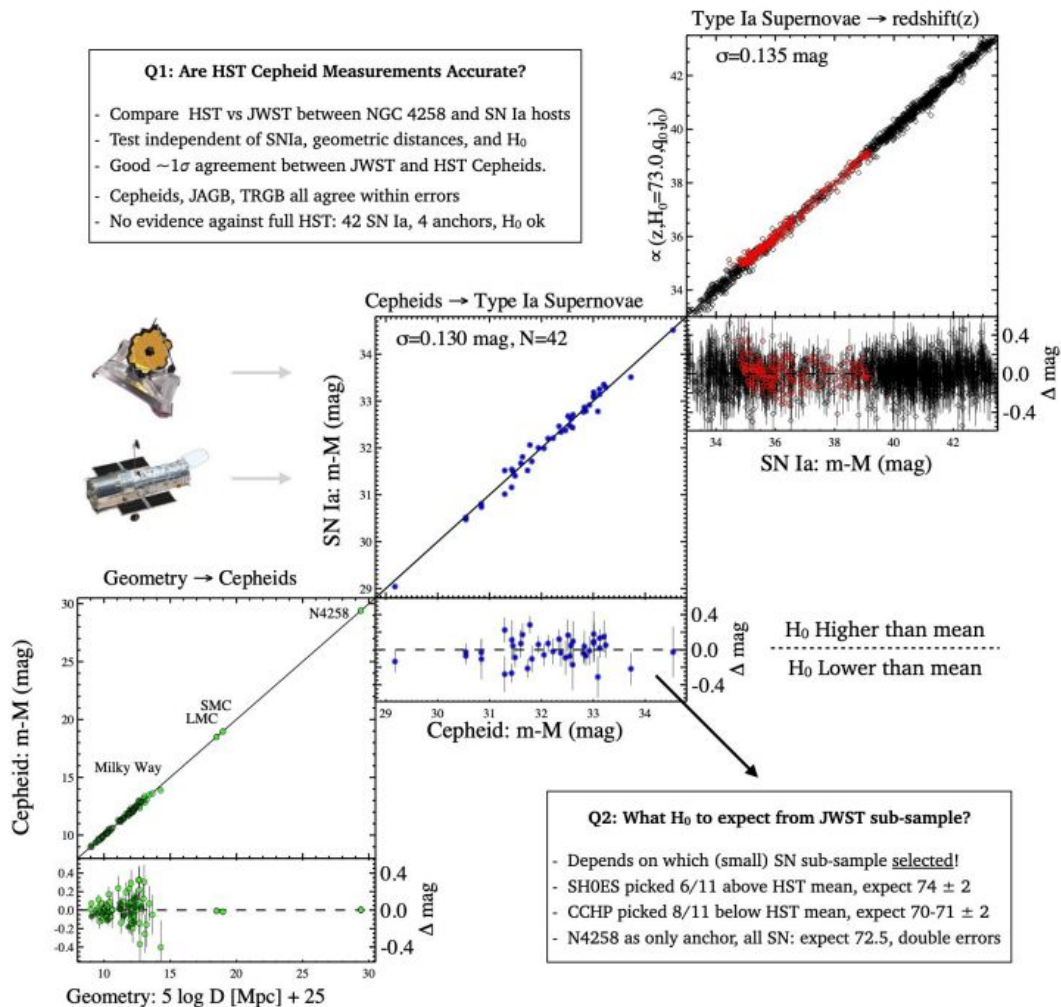 Type Ia Supernovae → redshift(z)
σ=0.135 mag
∝ (z,H₀=73.0,q₀,j₀)
42
40
38
36
34
0.4
0.0
-0.4
Δ mag
34 36 38 40 42
SN Ia: m-M (mag)
Q1: Are HST Cepheid Measurements Accurate?
- Compare HST vs JWST between NGC 4258 and SN Ia hosts
- Test independent of SNIa, geometric distances, and H₀
- Good ~1σ agreement between JWST and HST Cepheids.
- Cepheids, JAGB, TRGB all agree within errors
- No evidence against full HST: 42 SN Ia, 4 anchors, H₀ ok
Cepheids → Type Ia Supernovae
σ=0.130 mag, N=42
SN Ia: m-M (mag)
34
33
32
31
30
29
0.4
0.0
-0.4
Δ mag
29 30 31 32 33 34
Cepheid: m-M (mag)
H₀ Higher than mean
H₀ Lower than mean
Geometry → Cepheids
Cepheid: m-M (mag)
30
25
20
15
10
N4258
SMC
LMC
Milky Way
0.4
0.2
0.0
-0.2
-0.4
0.4
0.0
-0.4
Δ mag
10 15 20 25 30
Geometry: 5 log D [Mpc] + 25
Q2: What H₀ to expect from JWST sub-sample?
- Depends on which (small) SN sub-sample selected!
- SH0ES picked 6/11 above HST mean, expect 74 ± 2
- CCHP picked 8/11 below HST mean, expect 70-71 ± 2
- N4258 as only anchor, all SN: expect 72.5, double errors